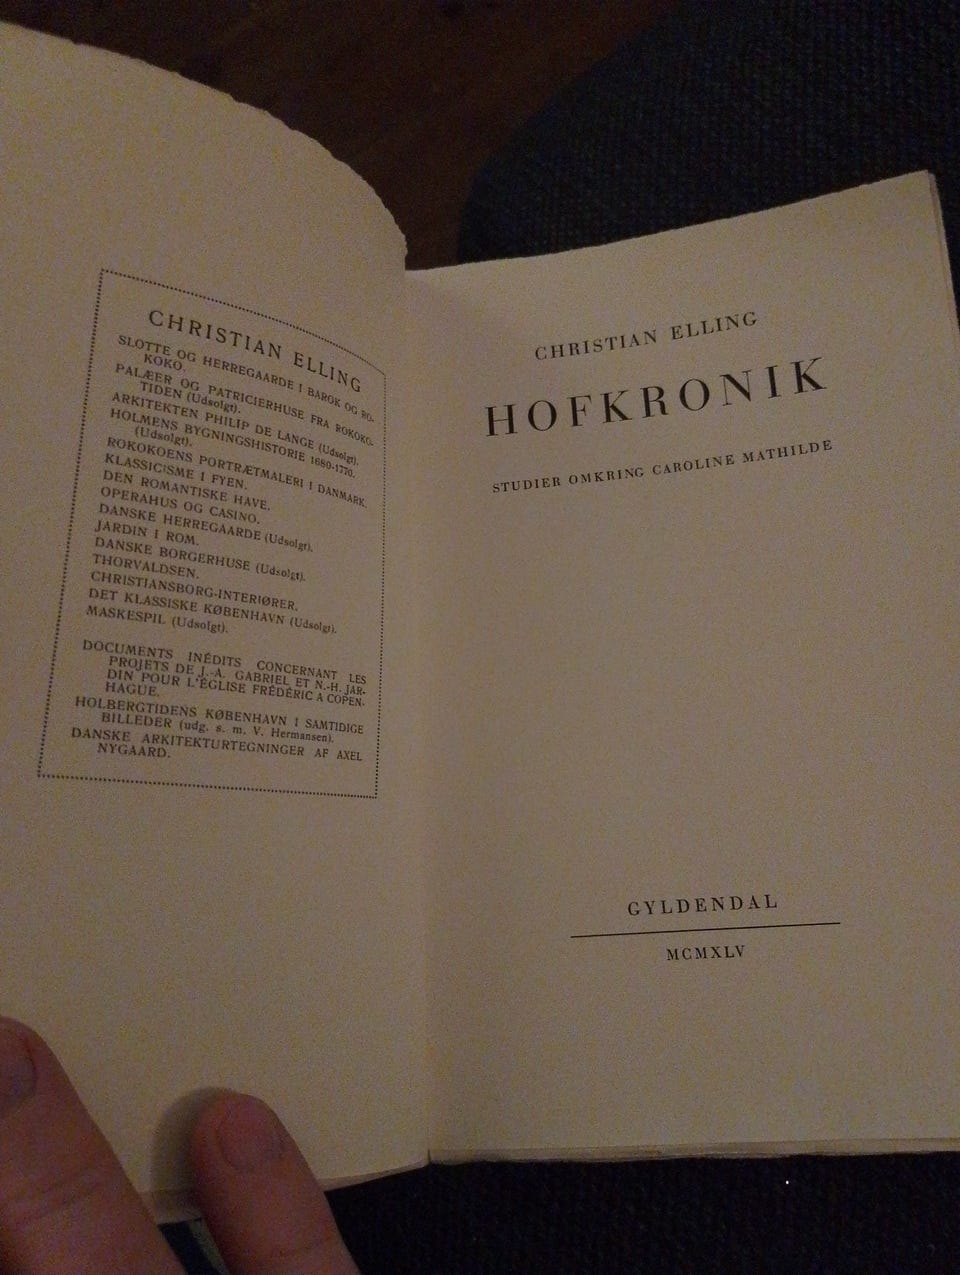 CHRISTIAN ELLING
SLOTTE OG HERREGAARDE I BAROK OG RO-
KOKO.
PALÆER OG PATRICIERHUSE FRA ROKOKO-
TIDEN (Udsolgt).
ARKITEKTEN PHILIP DE LANGE (Udsolgt).
HOLMENS BYGNINGSHISTORIE 1680-1770.
(Udsolgt).
ROKOKOENS PORTRÆTMALERI I DANMARK.
KLASSICISME I FYEN.
DEN ROMANTISKE HAVE.
OPERAHUS OG CASINO.
DANSKE HERREGAARDE (Udsolgt).
JARDIN I ROM.
DANSKE BORGERHUSE (Udsolgt).
THORVALDSEN.
CHRISTIANSBORG-INTERIØRER.
DET KLASSISKE KØBENHAVN (Udsolgt).
MASKESPIL (Udsolgt).
DOCUMENTS INÉDITS CONCERNANT LES
PROJETS DE J.-A. GABRIEL ET N.-H. JAR-
DIN POUR L'ÉGLISE FRÉDÉRIC A COPEN-
HAGUE.
HOLBERGTIDENS KØBENHAVN I SAMTIDIGE
BILLEDER (udg. s. m. V. Hermansen).
DANSKE ARKITEKTURTEGNINGER AF AXEL
NYGAARD.
CHRISTIAN ELLING
HOFKRONIK
STUDIER OMKRING CAROLINE MATHILDE
GYLDENDAL
MCMXLV